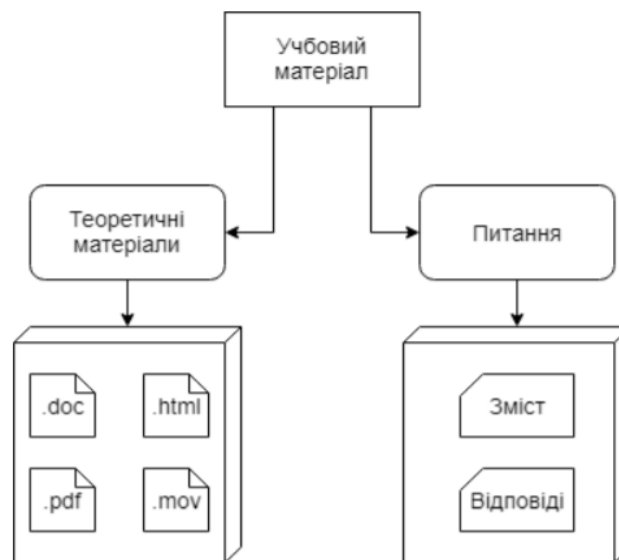 Учбовий
матеріал
Теоретичні
матеріали
Питання
.doc
.html
.pdf
.mov
Зміст
Відповіді